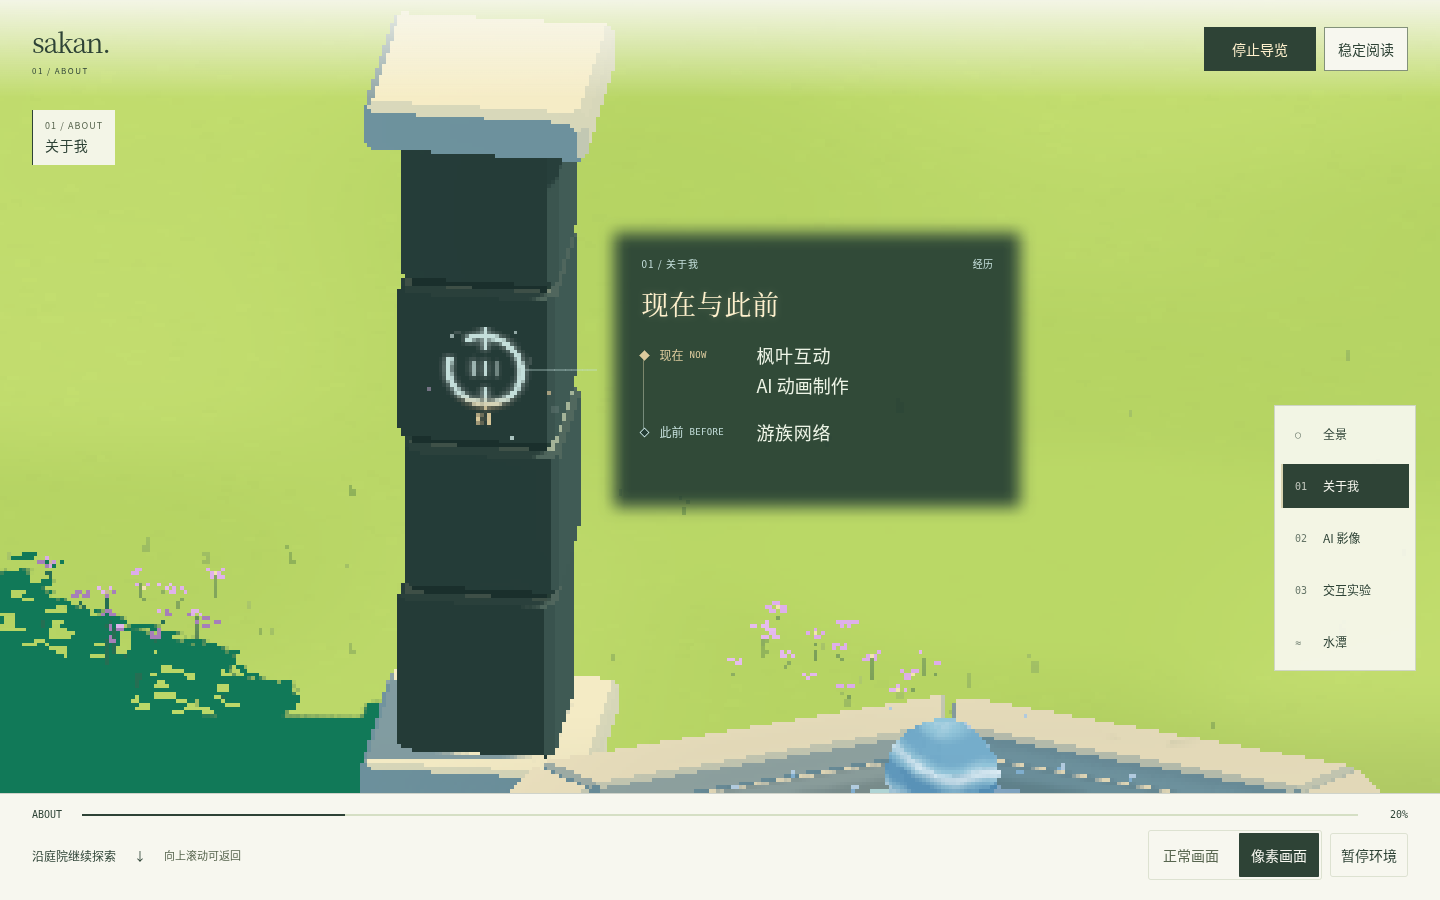 sakan.
01 / ABOUT
停止导览
稳定阅读
01 / ABOUT
关于我
01 / 关于我
经历
现在与此前
现在 NOW
枫叶互动
AI 动画制作
此前 BEFORE
游族网络
全景
01 关于我
02 AI 影像
03 交互实验
≈ 水潭
ABOUT
20%
沿庭院继续探索 ↓ 向上滚动可返回
正常画面
像素画面
暂停环境